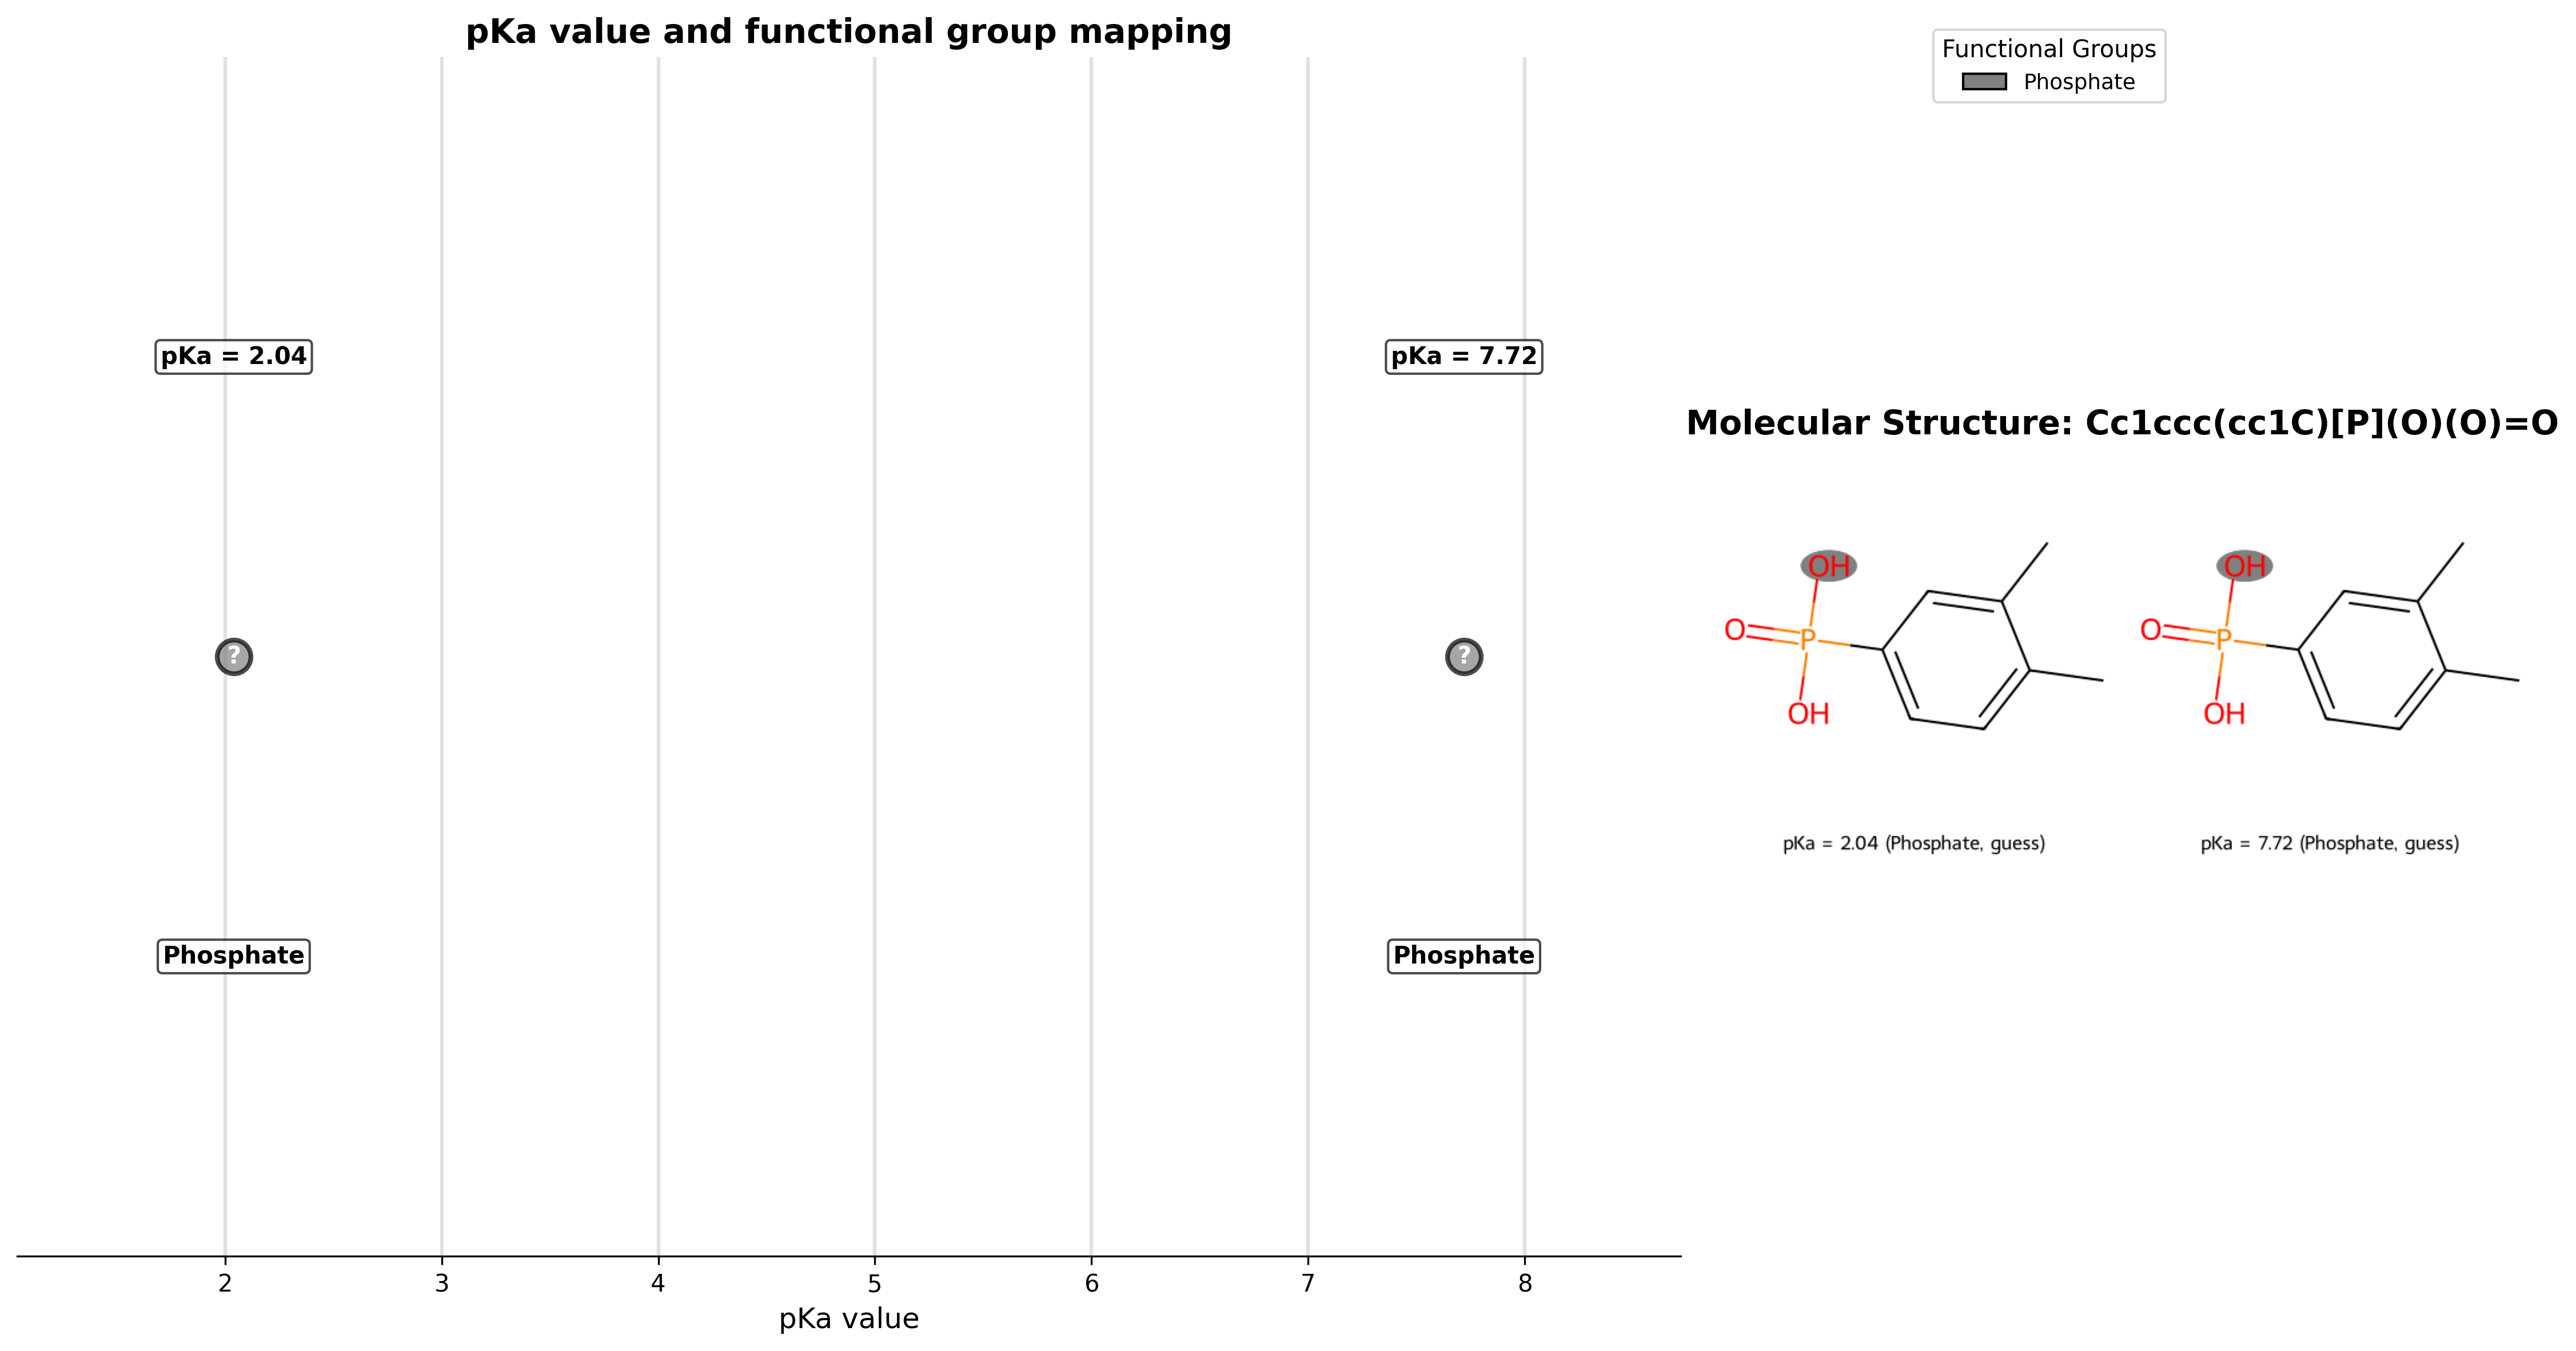 pKa value and functional group mapping
Functional Groups
Phosphate
pKa = 2.04
pKa = 7.72
?
?
Phosphate
Phosphate
2
3
4
5
6
7
8
pKa value
Molecular Structure: Cc1ccc(cc1C)[P](O)(O)=O
OH
O
P
OH
OH
O
P
OH
pKa = 2.04 (Phosphate, guess)
pKa = 7.72 (Phosphate, guess)